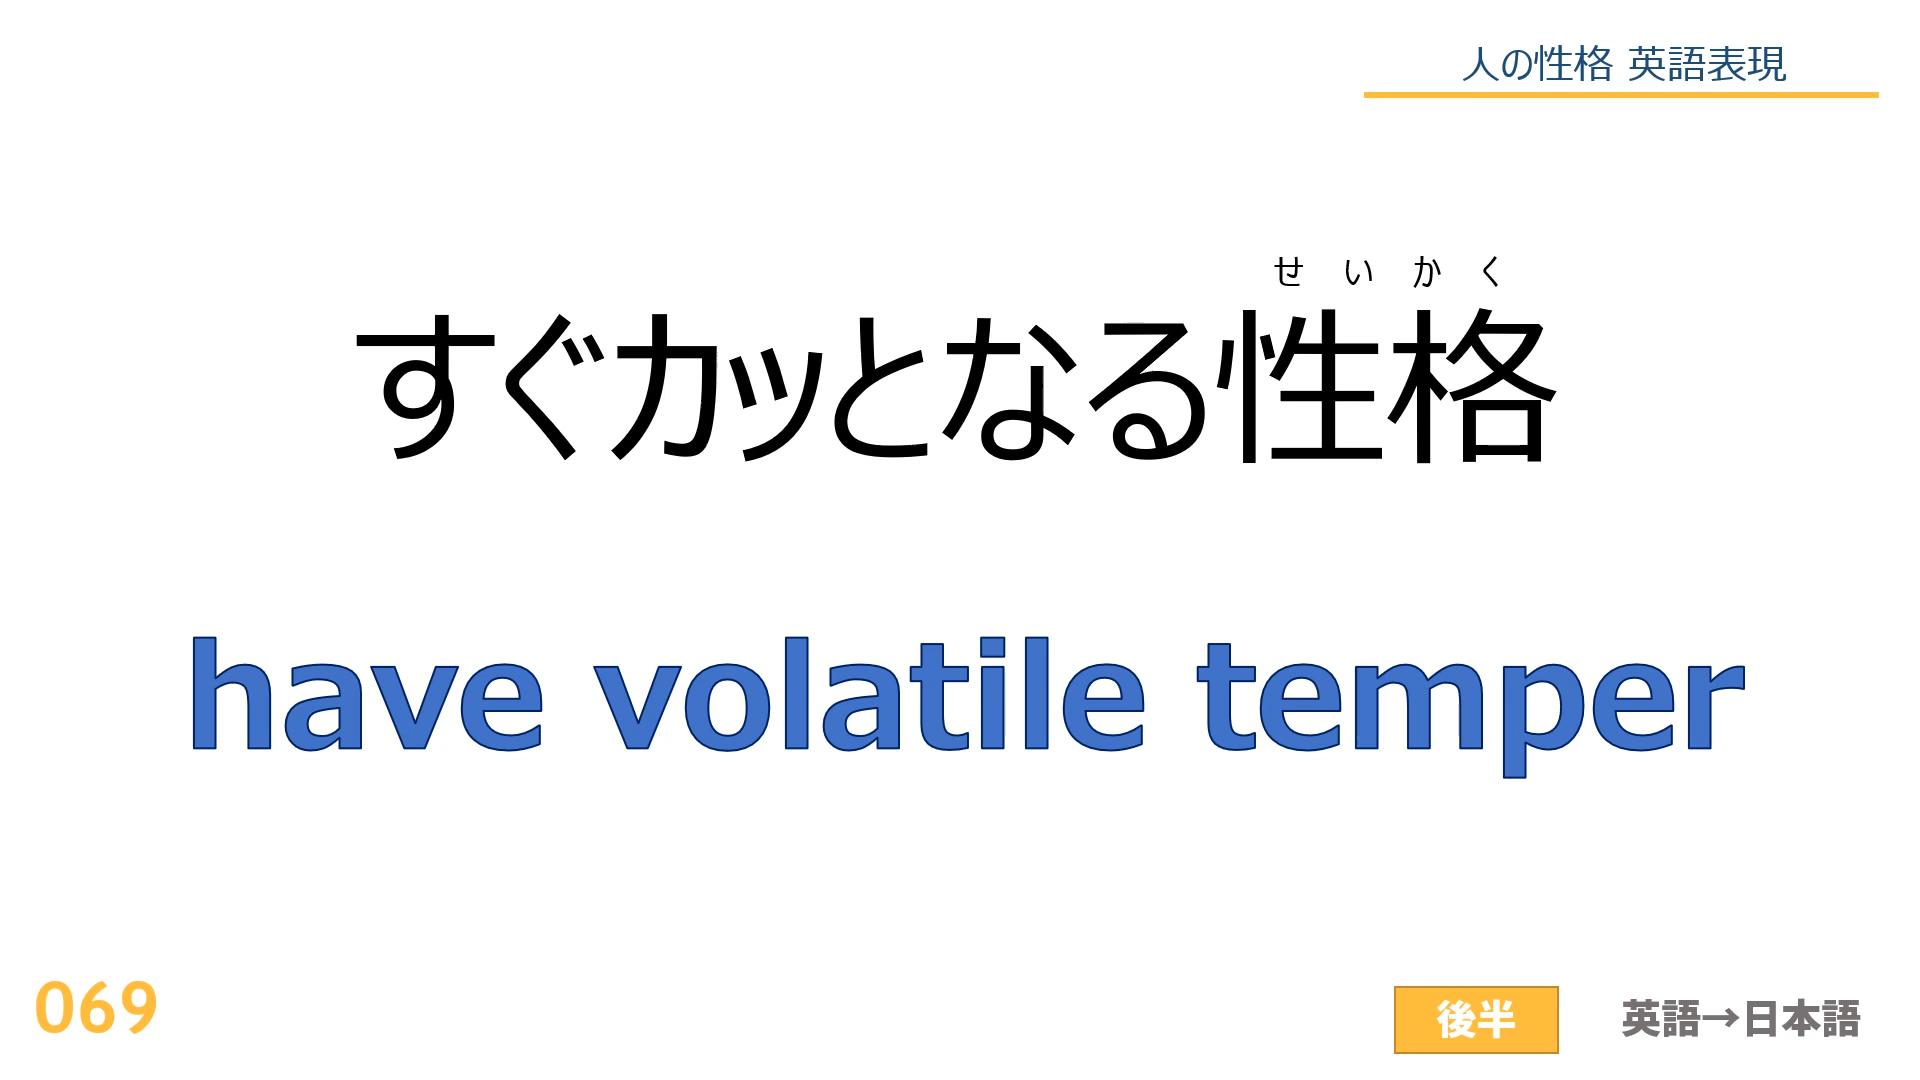 人の性格 英語表現
せいかく
すぐカッとなる性格
have volatile temper
069
後半
英語→日本語